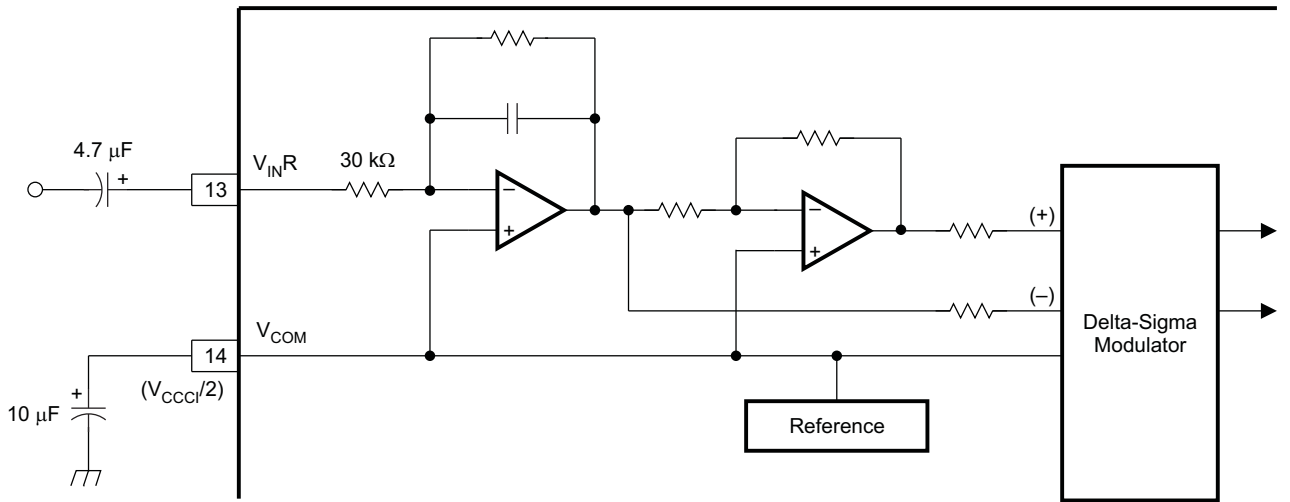 4.7 μF
+
13
V_INR
30 kΩ
–
+
–
+
(+)
(–)
Delta-Sigma
Modulator
14
V_COM
(V_CCCI/2)
+
10 μF
Reference